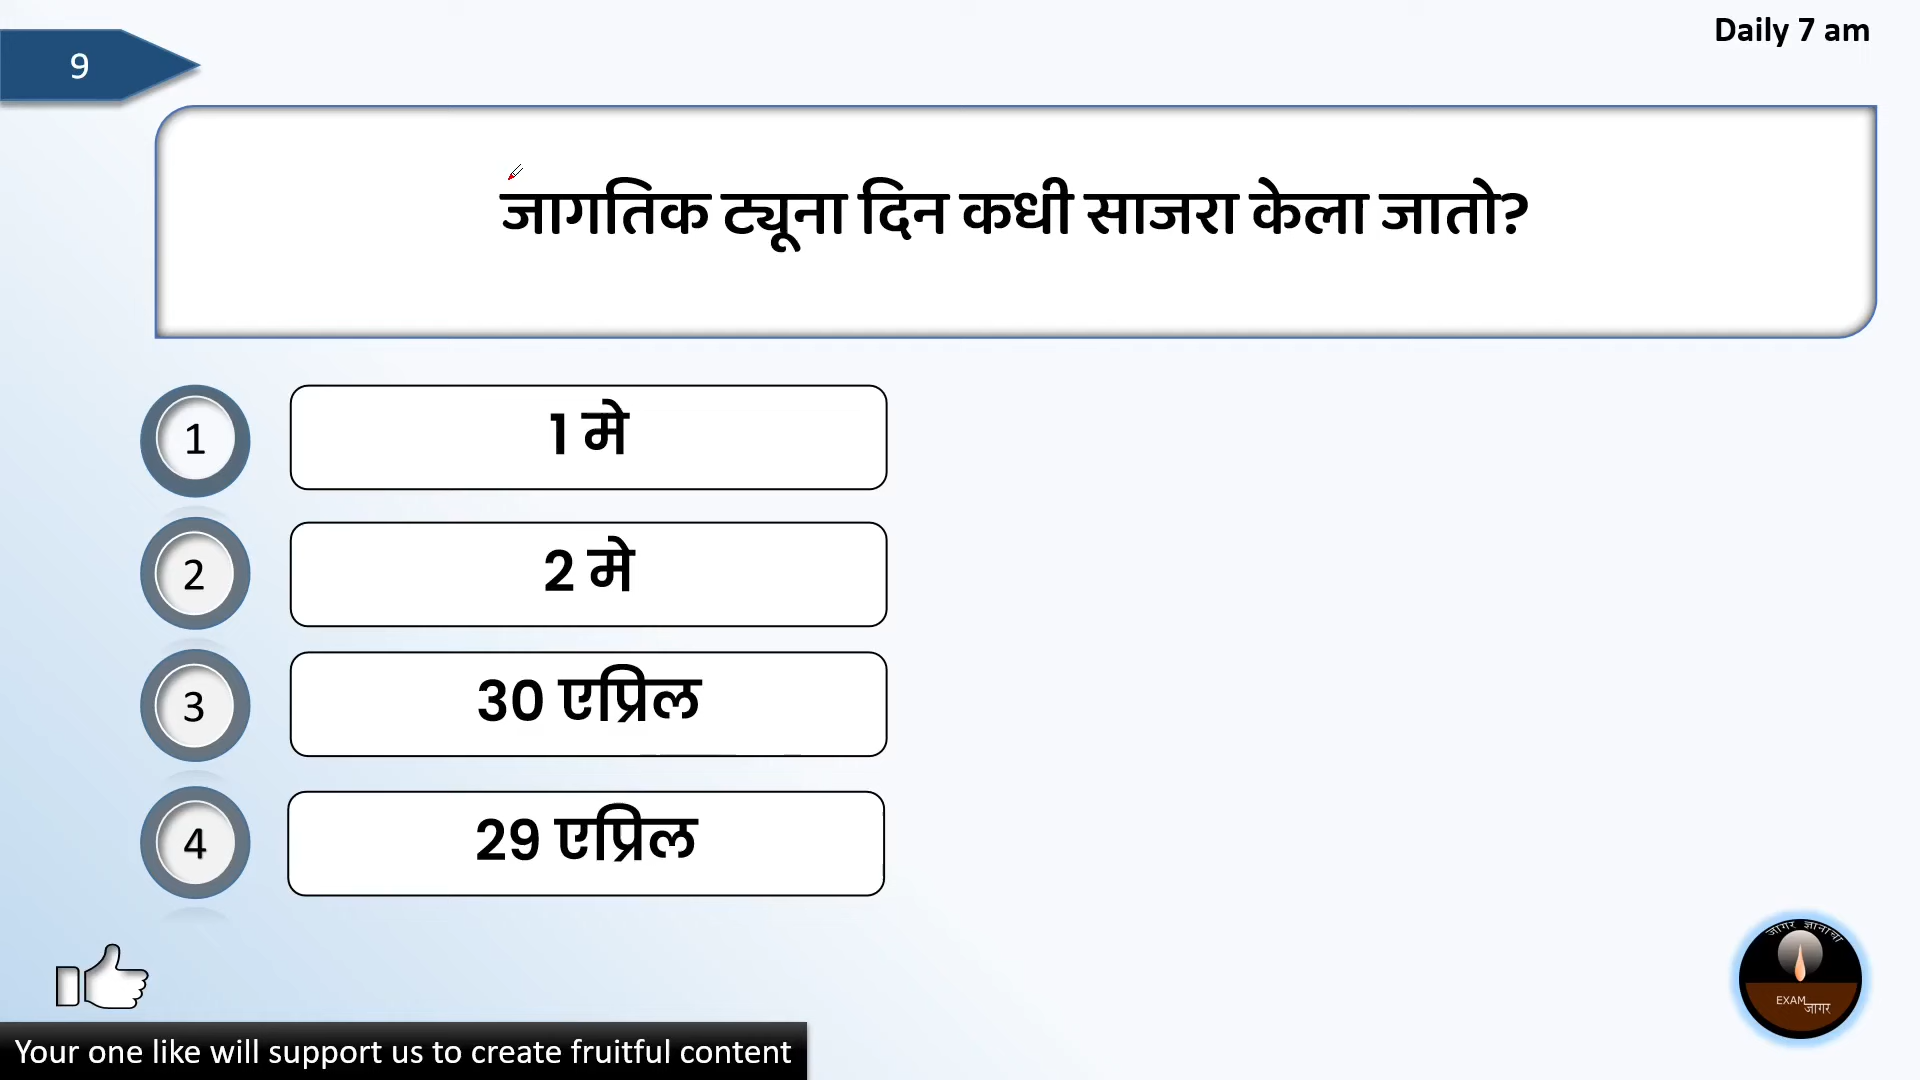 Daily 7 am
9
जागतिक ट्यूना दिन कधी साजरा केला जातो?
1
1 मे
2
2 मे
3
30 एप्रिल
4
29 एप्रिल
जागर ज्ञानाचा
EXAM
जागर
Your one like will support us to create fruitful content